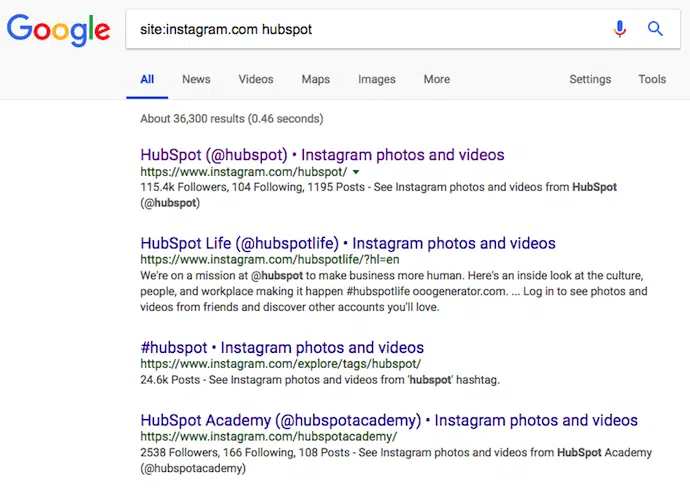 Google
site:instagram.com hubspot
All News Videos Maps Images More Settings Tools
About 36,300 results (0.46 seconds)
HubSpot (@hubspot) • Instagram photos and videos
https://www.instagram.com/hubspot/
115.4k Followers, 104 Following, 1195 Posts - See Instagram photos and videos from HubSpot
(@hubspot)
HubSpot Life (@hubspotlife) • Instagram photos and videos
https://www.instagram.com/hubspotlife/?hl=en
We're on a mission at @hubspot to make business more human. Here's an inside look at the culture,
people, and workplace making it happen #hubspotlife ooogenerator.com. ... Log in to see photos and
videos from friends and discover other accounts you'll love.
#hubspot • Instagram photos and videos
https://www.instagram.com/explore/tags/hubspot/
24.6k Posts - See Instagram photos and videos from 'hubspot' hashtag.
HubSpot Academy (@hubspotacademy) • Instagram photos and videos
https://www.instagram.com/hubspotacademy/
2538 Followers, 166 Following, 108 Posts - See Instagram photos and videos from HubSpot Academy
(@hubspotacademy)